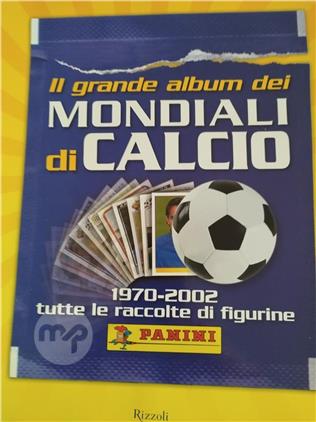 Il grande album dei
MONDIALI
di CALCIO
1970-2002
tutte le raccolte di figurine
mp
PANINI
Rizzoli